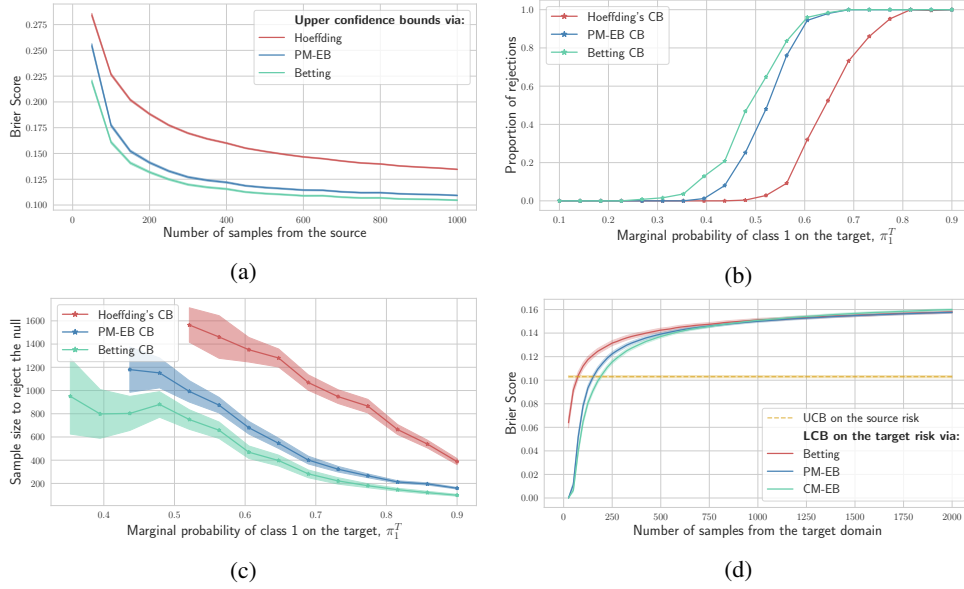 Brier Score
0.275
0.250
0.225
0.200
0.175
0.150
0.125
0.100
0
200
400
600
800
1000
Number of samples from the source
Upper confidence bounds via:
Hoeffding
PM-EB
Betting
(a)
Proportion of rejections
1.0
0.8
0.6
0.4
0.2
0.0
0.1
0.2
0.3
0.4
0.5
0.6
0.7
0.8
0.9
Marginal probability of class 1 on the target, π₁ᵀ
Hoeffding's CB
PM-EB CB
Betting CB
(b)
Sample size to reject the null
1600
1400
1200
1000
800
600
400
200
0.4
0.5
0.6
0.7
0.8
0.9
Marginal probability of class 1 on the target, π₁ᵀ
Hoeffding's CB
PM-EB CB
Betting CB
(c)
Brier Score
0.16
0.14
0.12
0.10
0.08
0.06
0.04
0.02
0.00
0
250
500
750
1000
1250
1500
1750
2000
Number of samples from the target domain
UCB on the source risk
LCB on the target risk via:
Betting
PM-EB
CM-EB
(d)